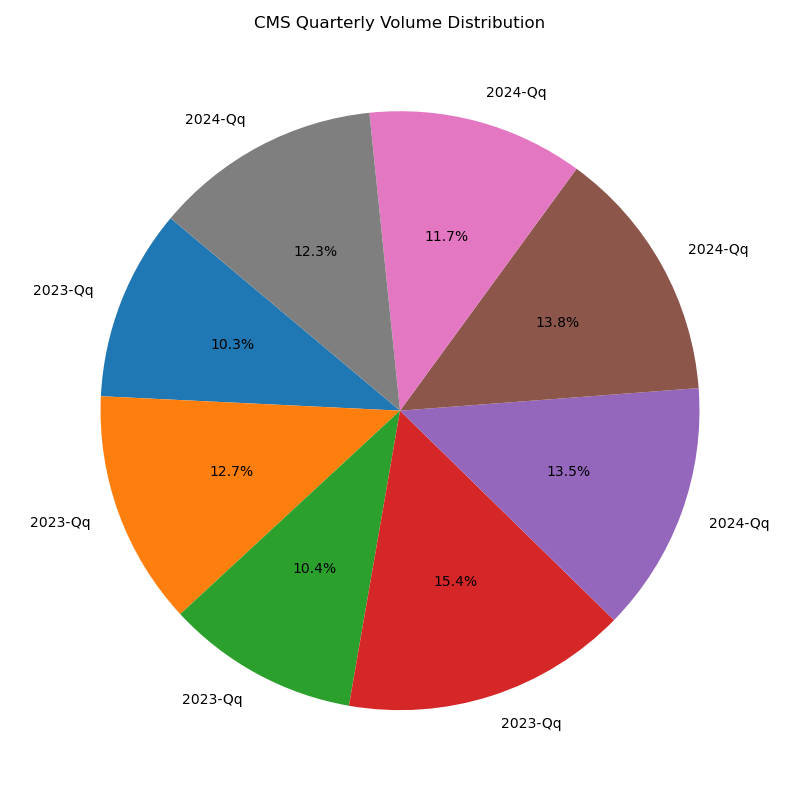 CMS Quarterly Volume Distribution
2024-Qq
2024-Qq
11.7%
12.3%
2024-Qq
2023-Qq
13.8%
10.3%
12.7%
13.5%
2023-Qq
2024-Qq
10.4%
15.4%
2023-Qq
2023-Qq